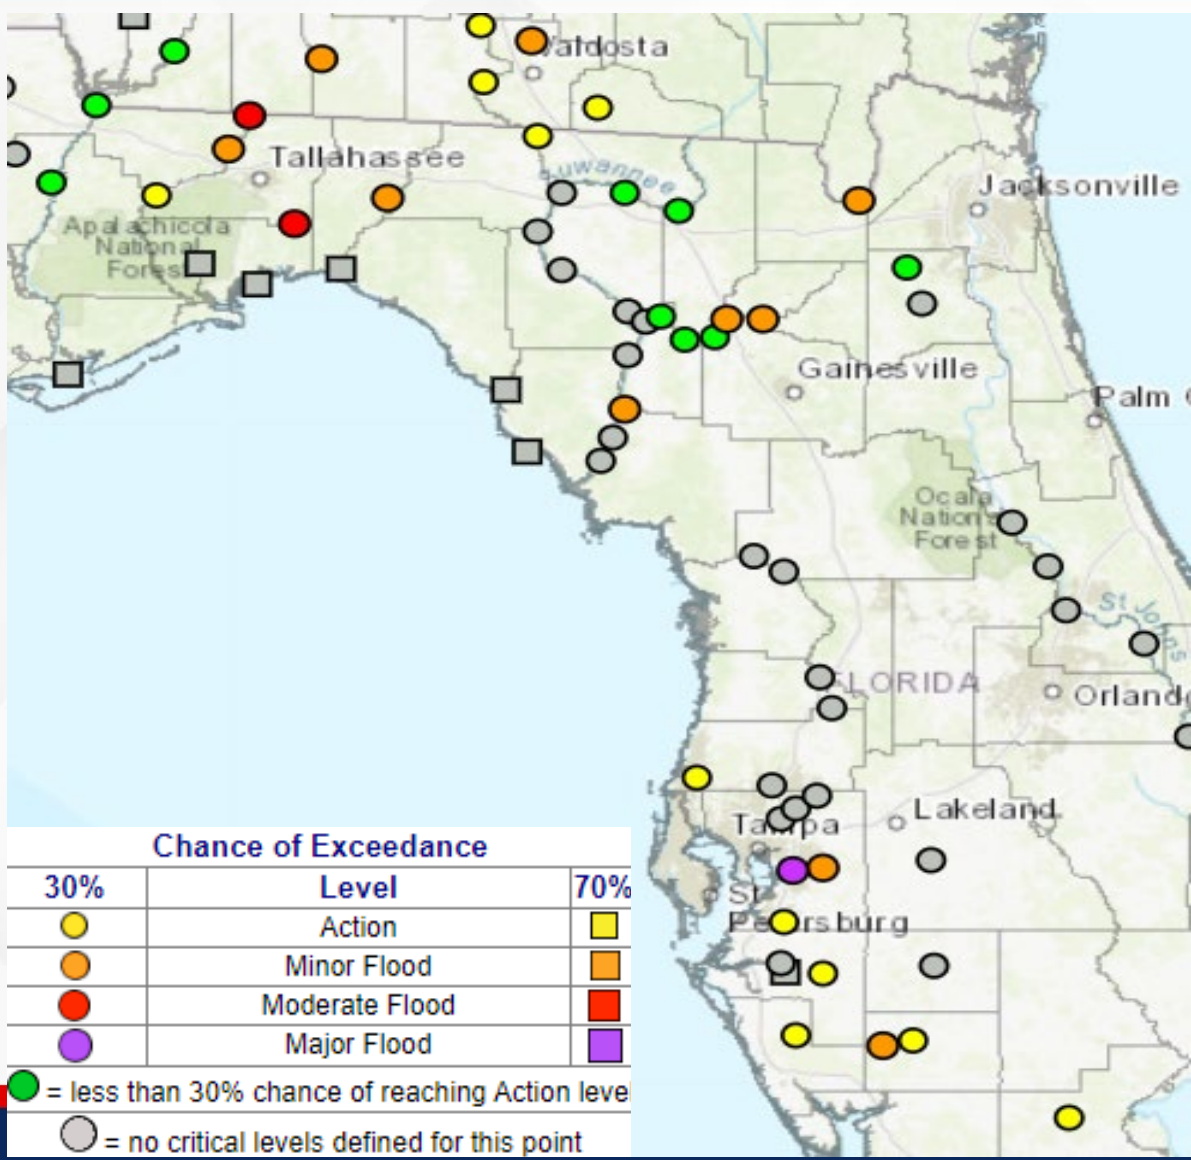 Valdosta
Tallahassee
Suwannee
Jacksonville
Apalachicola
National
Forest
Gainesville
Palm C
Ocala
Nation
Forest
St Johns
FLORIDA
Orlando
Lakeland
Tampa
St
Petersburg
Chance of Exceedance
30% Level 70%
Action
Minor Flood
Moderate Flood
Major Flood
= less than 30% chance of reaching Action level
= no critical levels defined for this point